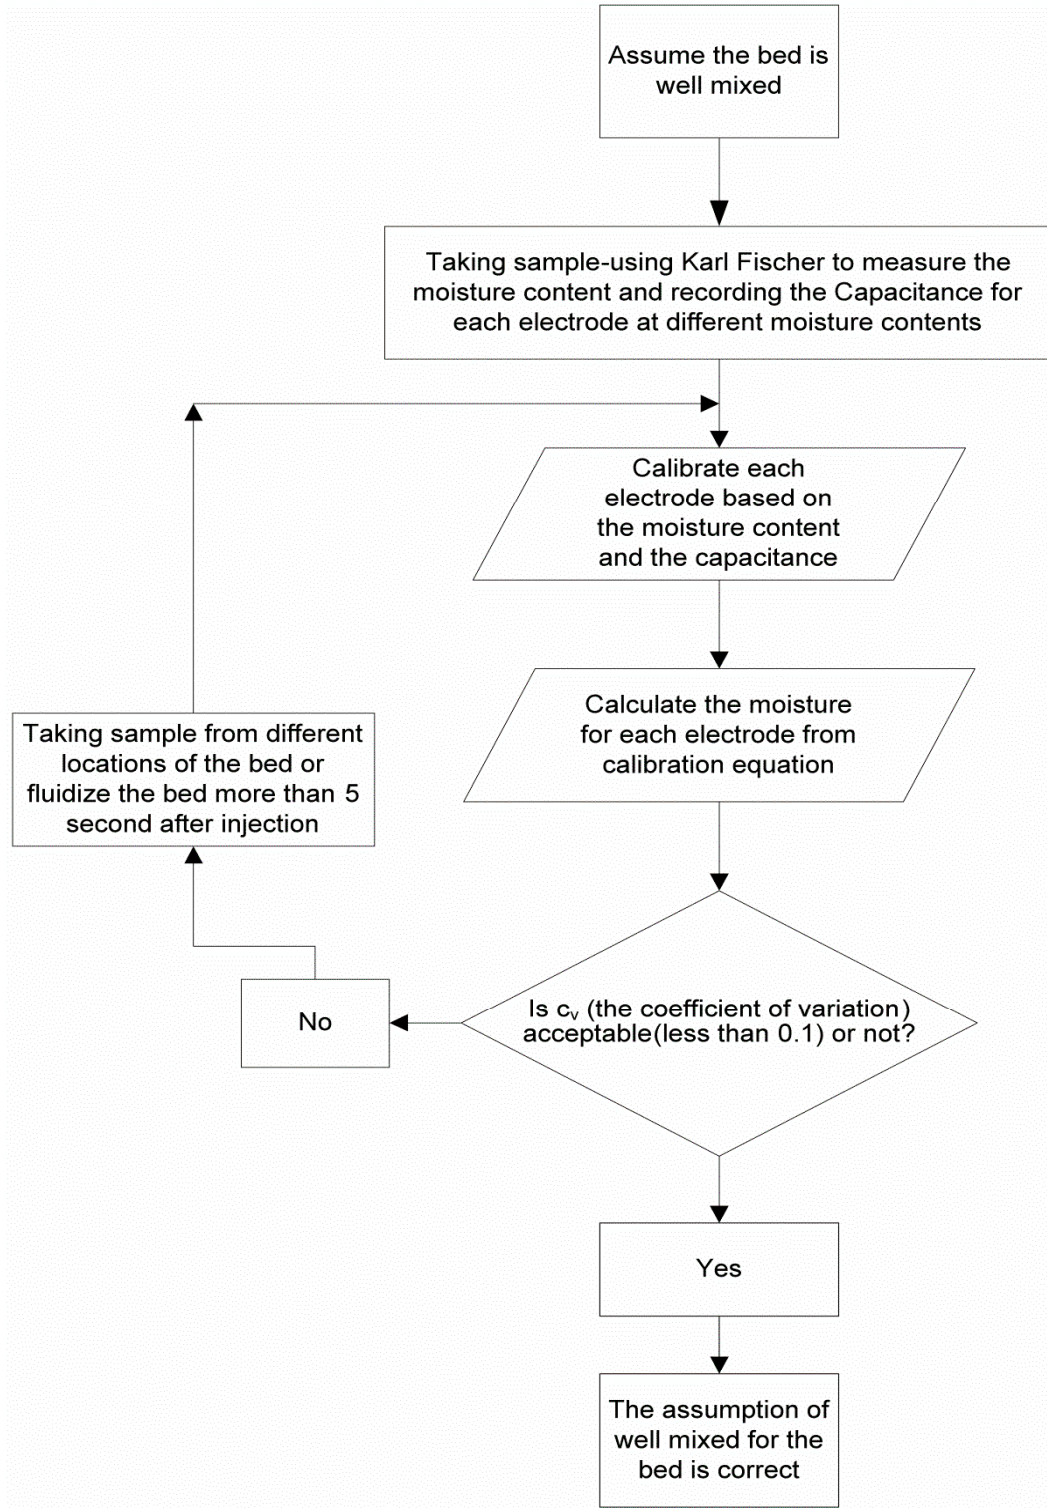 Assume the bed is
well mixed
Taking sample-using Karl Fischer to measure the
moisture content and recording the Capacitance for
each electrode at different moisture contents
Calibrate each
electrode based on
the moisture content
and the capacitance
Calculate the moisture
for each electrode from
calibration equation
Taking sample from different
locations of the bed or
fluidize the bed more than 5
second after injection
Is cᵥ (the coefficient of variation)
acceptable(less than 0.1) or not?
No
Yes
The assumption of
well mixed for the
bed is correct